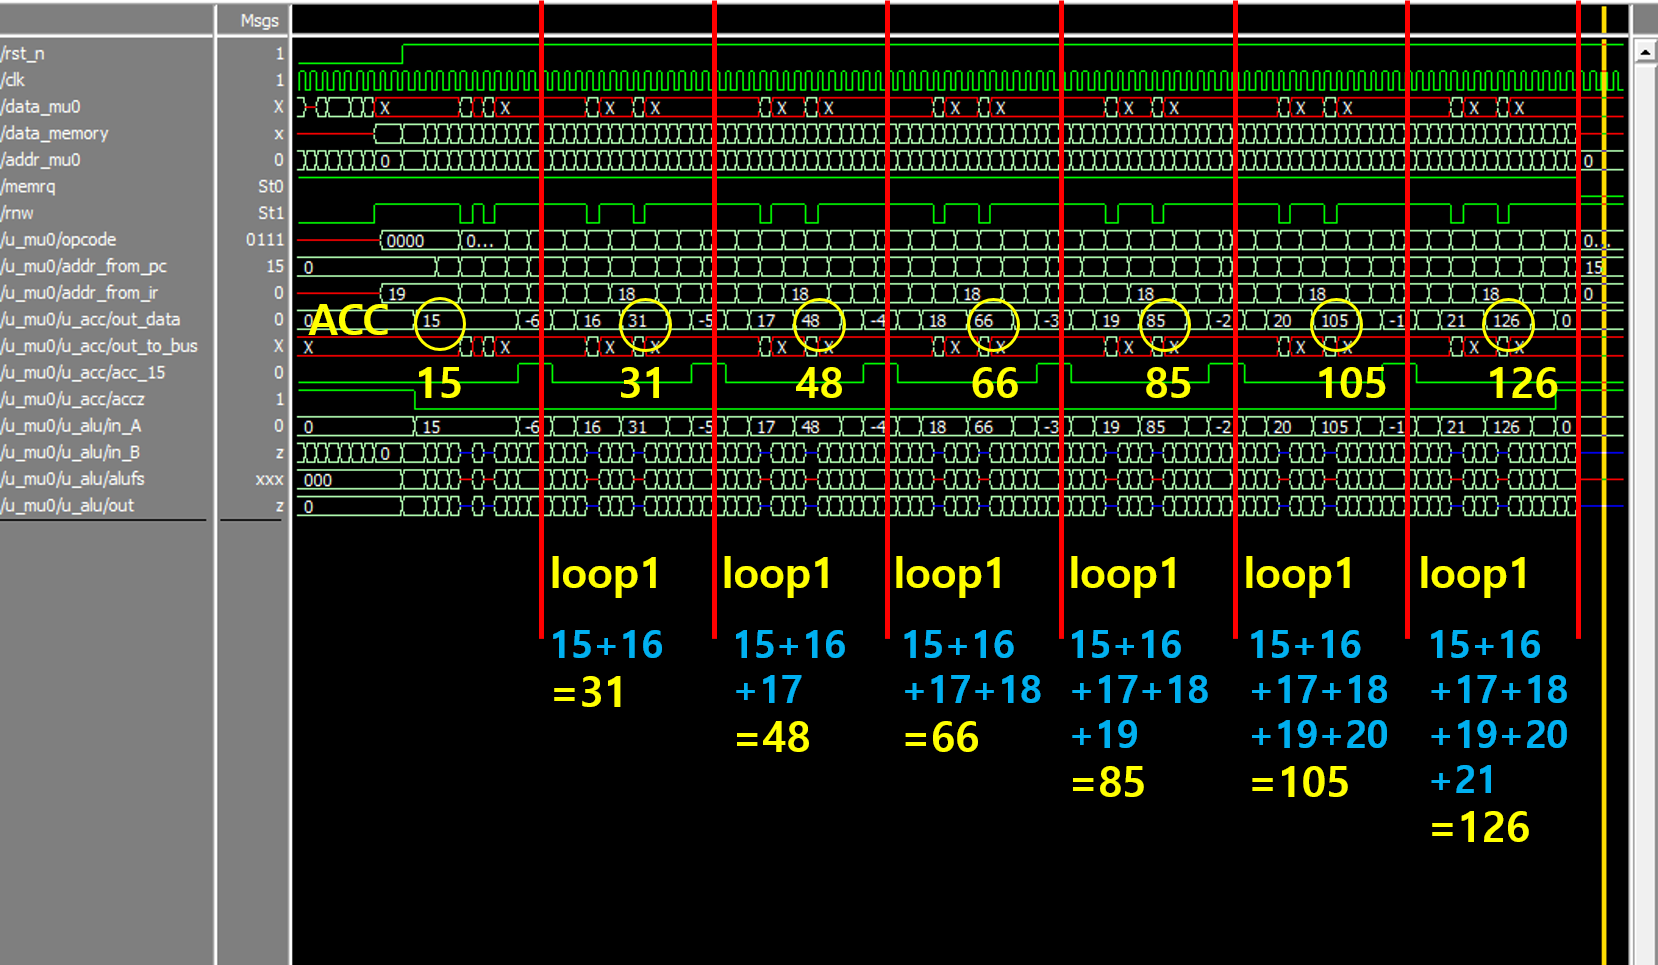 Msgs
/rst_n 1
/clk 1
/data_mu0 X X X X X X X X X X X X X X
/data_memory x
/addr_mu0 0 0 0
/memrq St0
/rnw St1
/u_mu0/opcode 0111 0000 0... 0...
/u_mu0/addr_from_pc 15 0 15
/u_mu0/addr_from_ir 0 19 18 18 18 18 18 18 0
/u_mu0/u_acc/out_data 0 0 ACC 15 -6 16 31 -5 17 48 -4 18 66 -3 19 85 -2 20 105 -1 21 126 0
/u_mu0/u_acc/out_to_bus X X X X X X X X X X X X X X
/u_mu0/u_acc/acc_15 0
15 31 48 66 85 105 126
/u_mu0/u_acc/accz 1
/u_mu0/u_alu/in_A 0 0 15 -6 16 31 -5 17 48 -4 18 66 -3 19 85 -2 20 105 -1 21 126 0
/u_mu0/u_alu/in_B z 0
/u_mu0/u_alu/alufs xxx 000
/u_mu0/u_alu/out z 0
loop1 loop1 loop1 loop1 loop1 loop1
15+16
=31
15+16
+17
=48
15+16
+17+18
=66
15+16
+17+18
+19
=85
15+16
+17+18
+19+20
=105
15+16
+17+18
+19+20
+21
=126